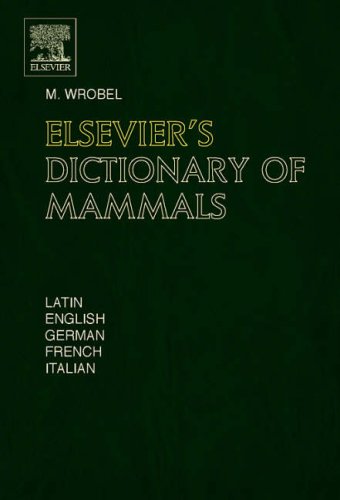 ELSEVIER
M. WROBEL
ELSEVIER'S
DICTIONARY OF
MAMMALS
LATIN
ENGLISH
GERMAN
FRENCH
ITALIAN